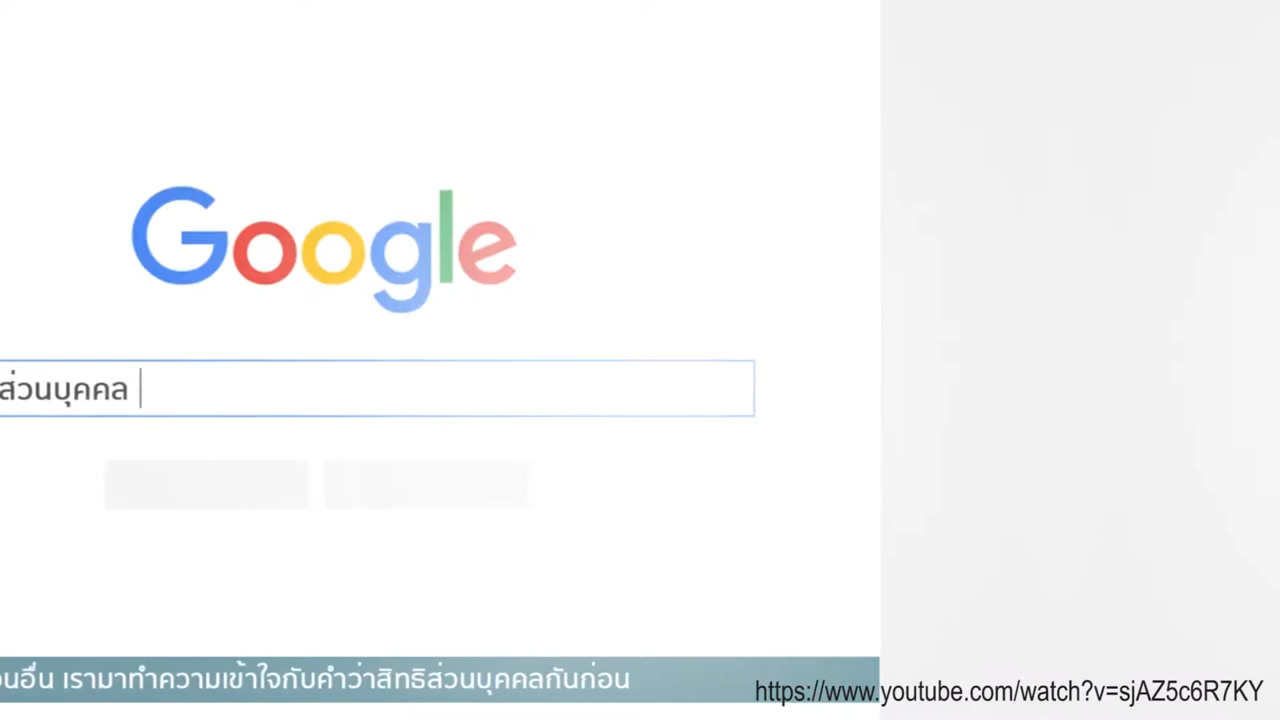 Google
ส่วนบุคคล
อื่น เรามาทำความเข้าใจกับคำว่าสิทธิส่วนบุคคลกันก่อน
https://www.youtube.com/watch?v=sjAZ5c6R7KY